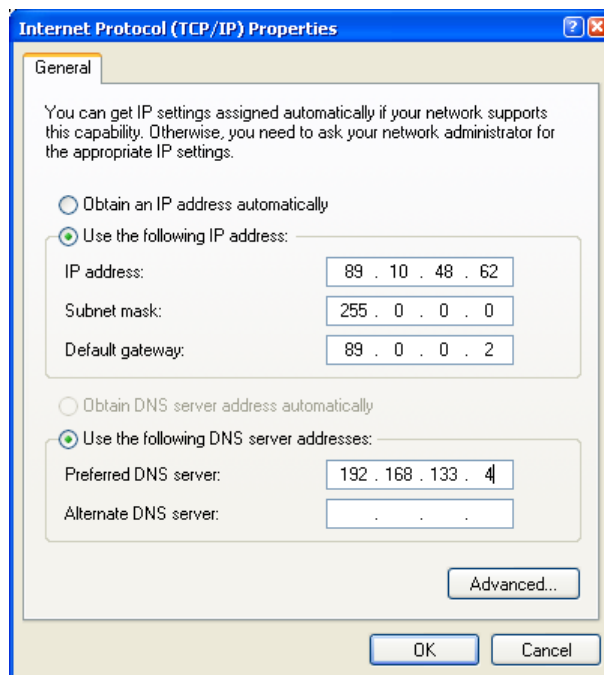 Internet Protocol (TCP/IP) Properties
General
You can get IP settings assigned automatically if your network supports
this capability. Otherwise, you need to ask your network administrator for
the appropriate IP settings.
Obtain an IP address automatically
Use the following IP address:
IP address: 89 . 10 . 48 . 62
Subnet mask: 255 . 0 . 0 . 0
Default gateway: 89 . 0 . 0 . 2
Obtain DNS server address automatically
Use the following DNS server addresses:
Preferred DNS server: 192 . 168 . 133 . 4
Alternate DNS server: . . .
Advanced...
OK Cancel